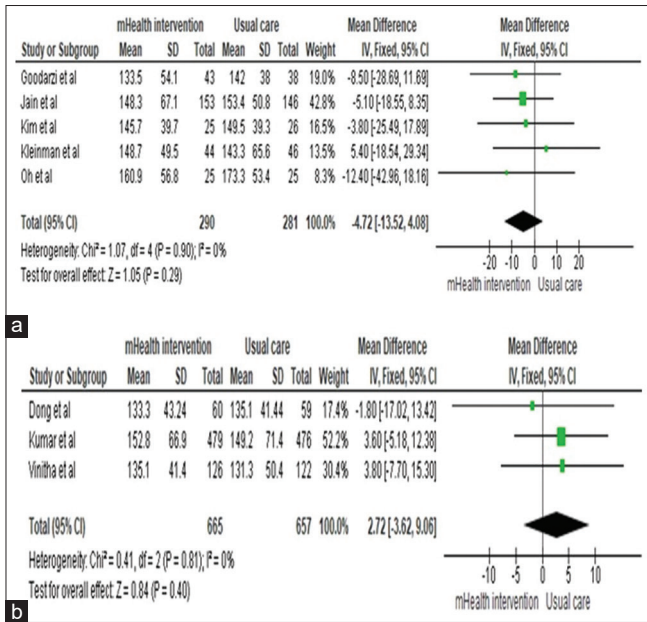 mHealth intervention Usual care Mean Difference Mean Difference
Study or Subgroup Mean SD Total Mean SD Total Weight IV, Fixed, 95% CI IV, Fixed, 95% CI
Goodarzi et al 133.5 54.1 43 142 38 38 19.0% -8.50 [-28.69, 11.69]
Jain et al 148.3 67.1 153 153.4 50.8 146 42.8% -5.10 [-18.55, 8.35]
Kim et al 145.7 39.7 25 149.5 39.3 26 16.5% -3.80 [-25.49, 17.89]
Kleinman et al 148.7 49.5 44 143.3 65.6 46 13.5% 5.40 [-18.54, 29.34]
Oh et al 160.9 56.8 25 173.3 53.4 25 8.3% -12.40 [-42.96, 18.16]
Total (95% CI) 290 281 100.0% -4.72 [-13.52, 4.08]
Heterogeneity: Chi² = 1.07, df = 4 (P = 0.90); I² = 0%
Test for overall effect: Z = 1.05 (P = 0.29)
-20 -10 0 10 20
mHealth intervention Usual care
a
mHealth intervention Usual care Mean Difference Mean Difference
Study or Subgroup Mean SD Total Mean SD Total Weight IV, Fixed, 95% CI IV, Fixed, 95% CI
Dong et al 133.3 43.24 60 135.1 41.44 59 17.4% -1.80 [-17.02, 13.42]
Kumar et al 152.8 66.9 479 149.2 71.4 476 52.2% 3.60 [-5.18, 12.38]
Vinitha et al 135.1 41.4 126 131.3 50.4 122 30.4% 3.80 [-7.70, 15.30]
Total (95% CI) 665 657 100.0% 2.72 [-3.62, 9.06]
Heterogeneity: Chi² = 0.41, df = 2 (P = 0.81); I² = 0%
Test for overall effect: Z = 0.84 (P = 0.40)
-10 -5 0 5 10
mHealth intervention Usual care
b